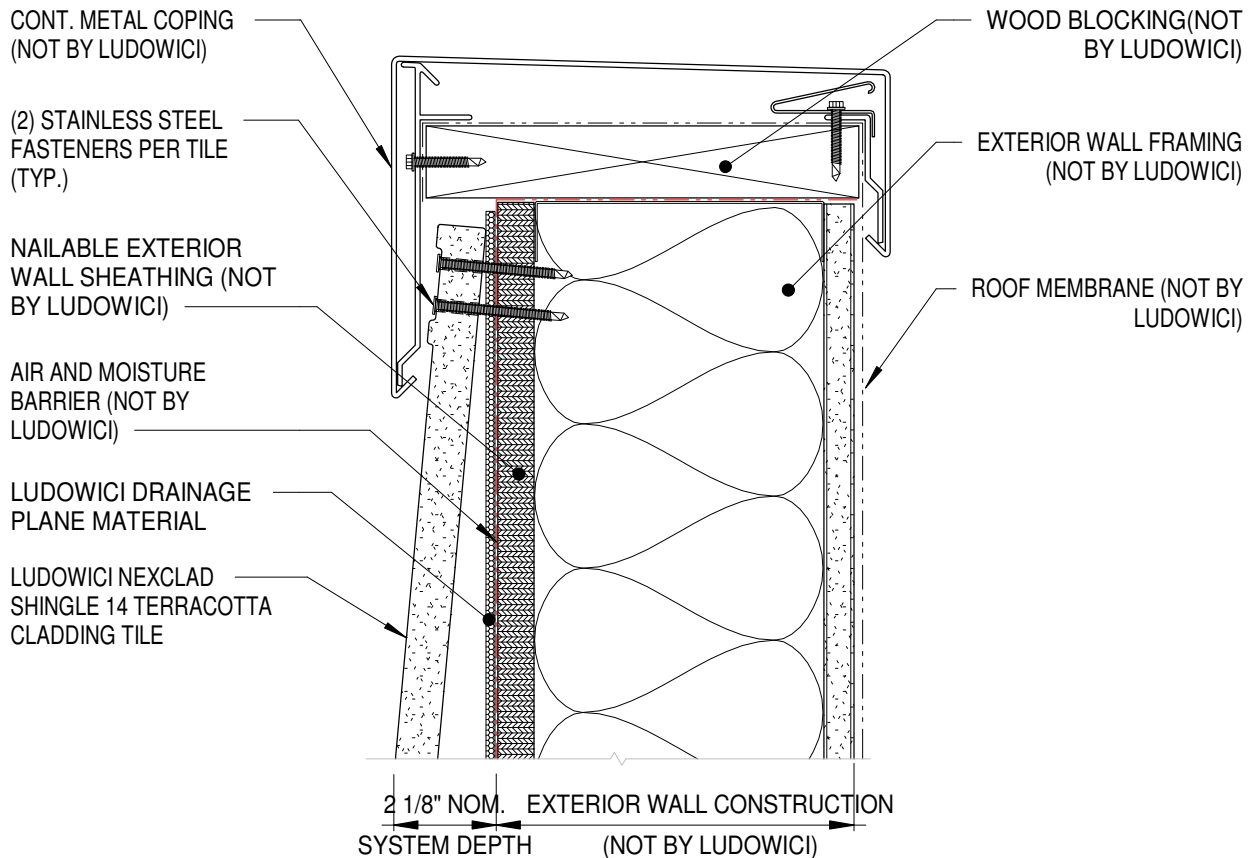 CONT. METAL COPING
(NOT BY LUDOWICI)
(2) STAINLESS STEEL
FASTENERS PER TILE
(TYP.)
NAILABLE EXTERIOR
WALL SHEATHING (NOT
BY LUDOWICI)
AIR AND MOISTURE
BARRIER (NOT BY
LUDOWICI)
LUDOWICI DRAINAGE
PLANE MATERIAL
LUDOWICI NEXCLAD
SHINGLE 14 TERRACOTTA
CLADDING TILE
WOOD BLOCKING(NOT
BY LUDOWICI)
EXTERIOR WALL FRAMING
(NOT BY LUDOWICI)
ROOF MEMBRANE (NOT BY
LUDOWICI)
2 1/8" NOM.
SYSTEM DEPTH
EXTERIOR WALL CONSTRUCTION
(NOT BY LUDOWICI)